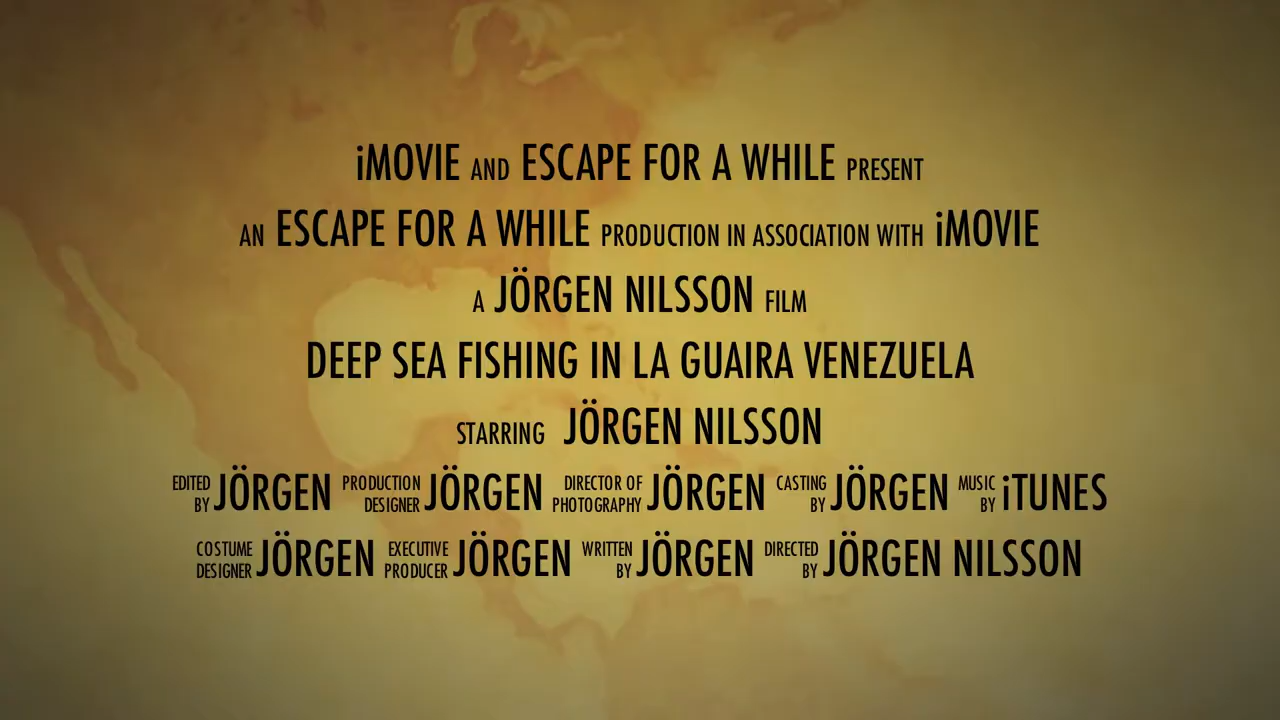 iMOVIE AND ESCAPE FOR A WHILE PRESENT
AN ESCAPE FOR A WHILE PRODUCTION IN ASSOCIATION WITH iMOVIE
A JÖRGEN NILSSON FILM
DEEP SEA FISHING IN LA GUAIRA VENEZUELA
STARRING JÖRGEN NILSSON
EDITED BY JÖRGEN PRODUCTION DESIGNER JÖRGEN DIRECTOR OF PHOTOGRAPHY JÖRGEN CASTING BY JÖRGEN MUSIC BY iTUNES
COSTUME DESIGNER JÖRGEN EXECUTIVE PRODUCER JÖRGEN WRITTEN BY JÖRGEN DIRECTED BY JÖRGEN NILSSON